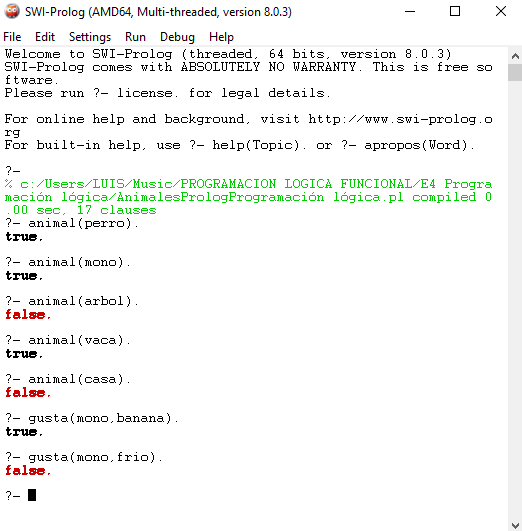 SWI-Prolog (AMD64, Multi-threaded, version 8.0.3)
File Edit Settings Run Debug Help
Welcome to SWI-Prolog (threaded, 64 bits, version 8.0.3)
SWI-Prolog comes with ABSOLUTELY NO WARRANTY. This is free so
ftware.
Please run ?- license. for legal details.
For online help and background, visit http://www.swi-prolog.o
rg
For built-in help, use ?- help(Topic). or ?- apropos(Word).
?-
% c:/Users/LUIS/Music/PROGRAMACION LOGICA FUNCIONAL/E4 Progra
mación lógica/AnimalesPrologProgramación lógica.pl compiled 0
.00 sec, 17 clauses
?- animal(perro).
true.
?- animal(mono).
true.
?- animal(arbol).
false.
?- animal(vaca).
true.
?- animal(casa).
false.
?- gusta(mono,banana).
true.
?- gusta(mono,frio).
false.
?-